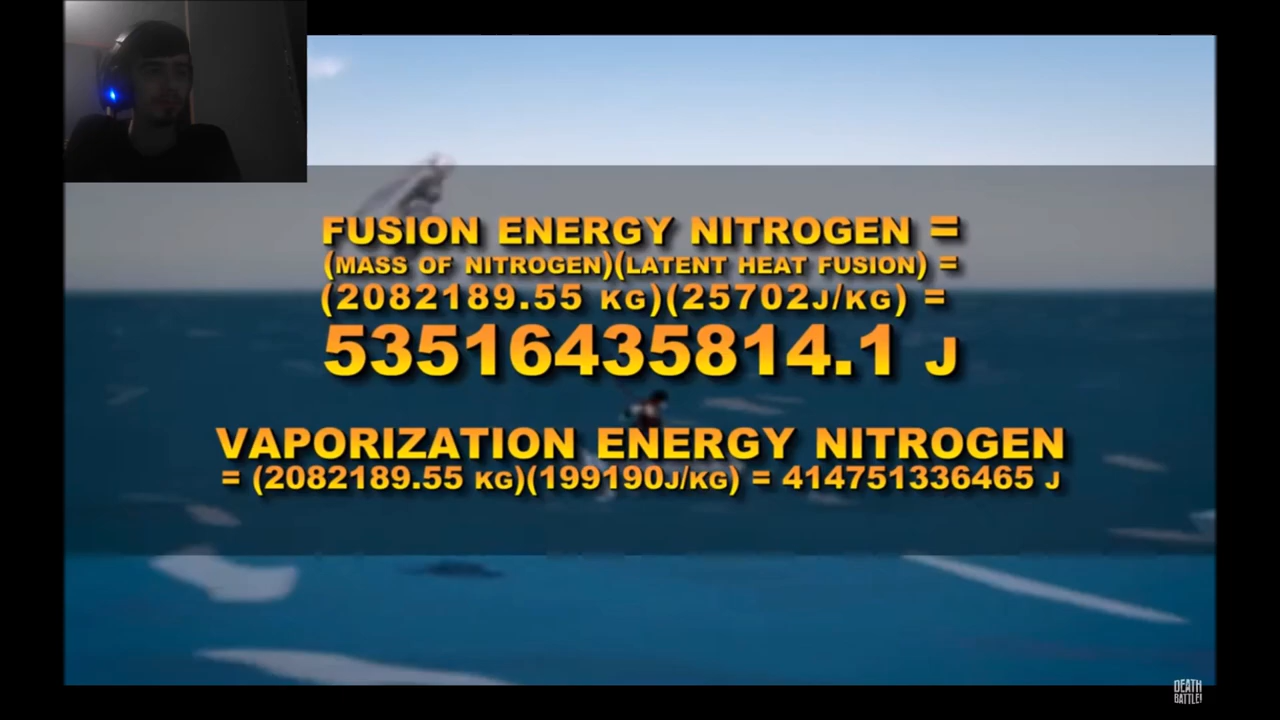 FUSION ENERGY NITROGEN =
(MASS OF NITROGEN)(LATENT HEAT FUSION) =
(2082189.55 KG)(25702J/KG) =
53516435814.1 J
VAPORIZATION ENERGY NITROGEN
= (2082189.55 KG)(199190J/KG) = 414751336465 J
DEATH
BATTLE!